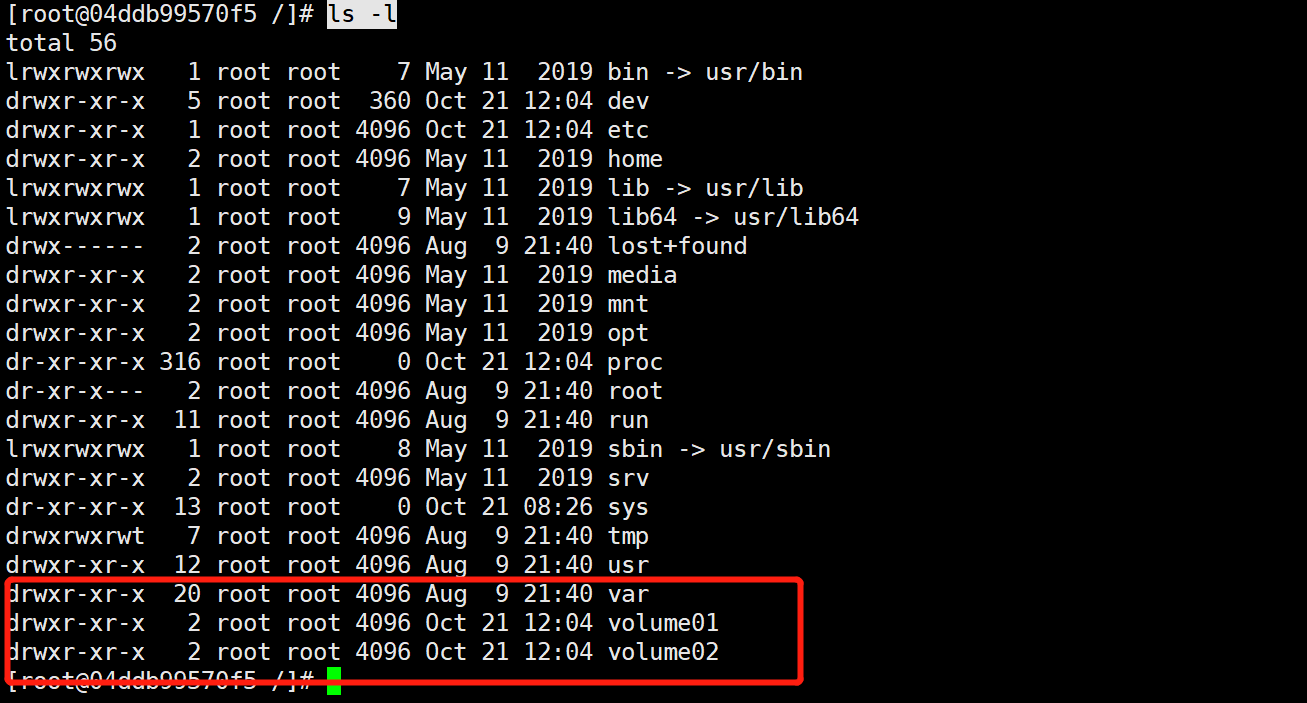 [root@04ddb99570f5 /]# ls -l
total 56
lrwxrwxrwx   1 root root    7 May 11  2019 bin -> usr/bin
drwxr-xr-x   5 root root  360 Oct 21 12:04 dev
drwxr-xr-x   1 root root 4096 Oct 21 12:04 etc
drwxr-xr-x   2 root root 4096 May 11  2019 home
lrwxrwxrwx   1 root root    7 May 11  2019 lib -> usr/lib
lrwxrwxrwx   1 root root    9 May 11  2019 lib64 -> usr/lib64
drwx------   2 root root 4096 Aug  9 21:40 lost+found
drwxr-xr-x   2 root root 4096 May 11  2019 media
drwxr-xr-x   2 root root 4096 May 11  2019 mnt
drwxr-xr-x   2 root root 4096 May 11  2019 opt
dr-xr-xr-x 316 root root    0 Oct 21 12:04 proc
dr-xr-x---   2 root root 4096 Aug  9 21:40 root
drwxr-xr-x  11 root root 4096 Aug  9 21:40 run
lrwxrwxrwx   1 root root    8 May 11  2019 sbin -> usr/sbin
drwxr-xr-x   2 root root 4096 May 11  2019 srv
dr-xr-xr-x  13 root root    0 Oct 21 08:26 sys
drwxrwxrwt   7 root root 4096 Aug  9 21:40 tmp
drwxr-xr-x  12 root root 4096 Aug  9 21:40 usr
drwxr-xr-x  20 root root 4096 Aug  9 21:40 var
drwxr-xr-x   2 root root 4096 Oct 21 12:04 volume01
drwxr-xr-x   2 root root 4096 Oct 21 12:04 volume02
[root@04ddb99570f5 /]#